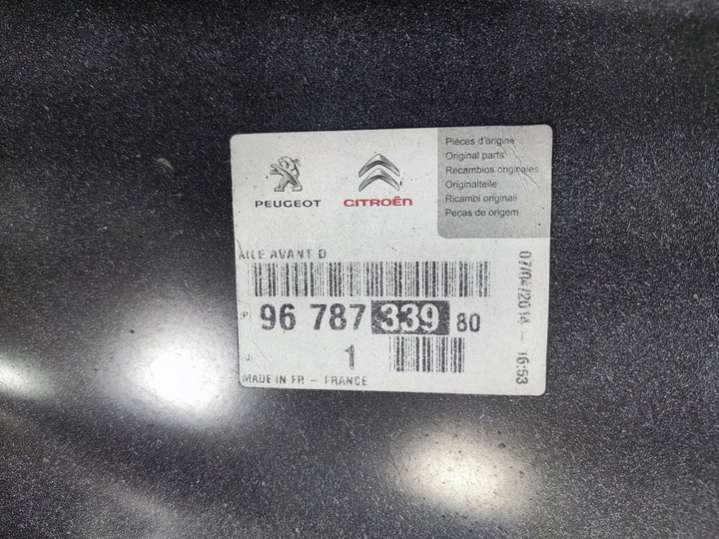 PEUGEOT
CITROËN
Pièces d'origine
Original parts
Recambios originales
Originalteile
Ricambi originali
Peças de origem
AILE AVANT D
(P)
96 787 339 80
1
MADE IN FR - FRANCE
07/04/2014 - 16:53